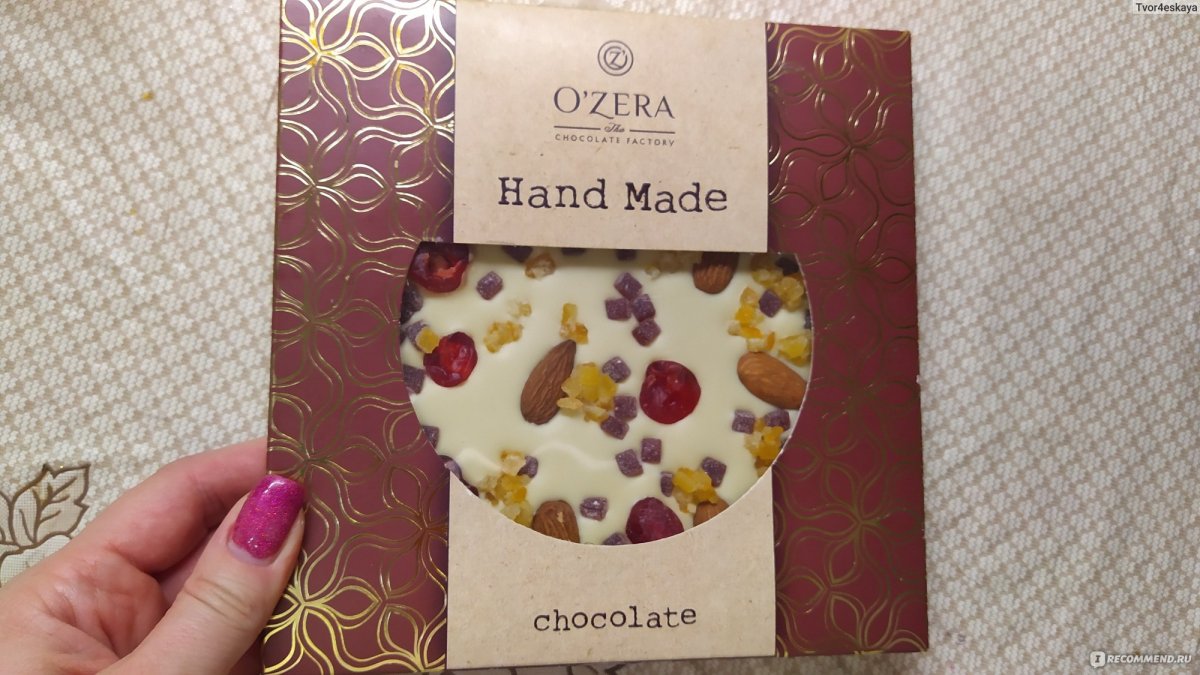 Tvor4eskaya
O'ZERA
The
CHOCOLATE FACTORY
Hand Made
chocolate
RECOMMEND.RU